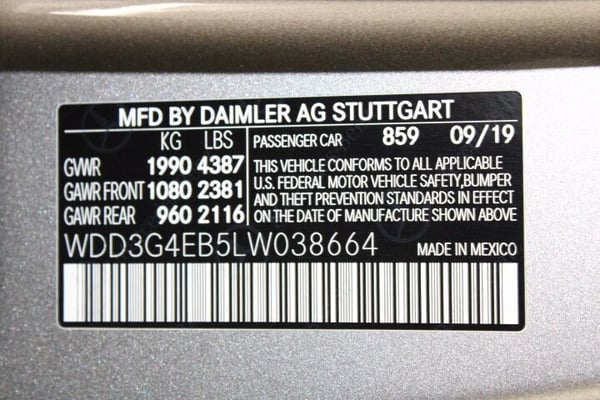 MFD BY DAIMLER AG STUTTGART
KG LBS
GVWR 1990 4387
GAWR FRONT 1080 2381
GAWR REAR 960 2116
PASSENGER CAR 859 09/19
THIS VEHICLE CONFORMS TO ALL APPLICABLE
U.S. FEDERAL MOTOR VEHICLE SAFETY,BUMPER
AND THEFT PREVENTION STANDARDS IN EFFECT
ON THE DATE OF MANUFACTURE SHOWN ABOVE
WDD3G4EB5LW038664
MADE IN MEXICO